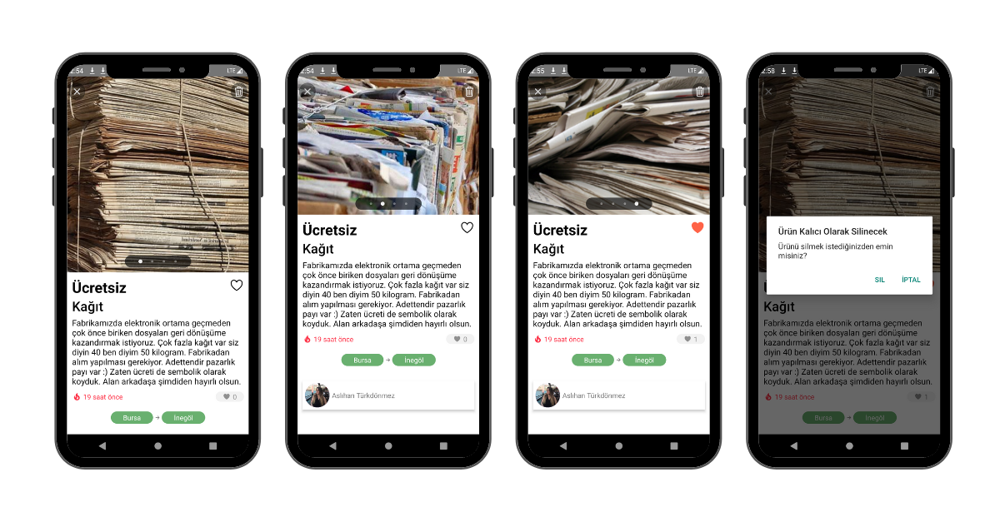 2:54
LTE
Ücretsiz
Kağıt
Fabrikamızda elektronik ortama geçmeden
çok önce biriken dosyaları geri dönüşüme
kazandırmak istiyoruz. Çok fazla kağıt var siz
diyin 40 ben diyim 50 kilogram. Fabrikadan
alım yapılması gerekiyor. Adettendir pazarlık
payı var :) Zaten ücreti de sembolik olarak
koyduk. Alan arkadaşa şimdiden hayırlı olsun.
19 saat önce
0
Bursa → İnegöl
2:54
LTE
Ücretsiz
Kağıt
Fabrikamızda elektronik ortama geçmeden
çok önce biriken dosyaları geri dönüşüme
kazandırmak istiyoruz. Çok fazla kağıt var siz
diyin 40 ben diyim 50 kilogram. Fabrikadan
alım yapılması gerekiyor. Adettendir pazarlık
payı var :) Zaten ücreti de sembolik olarak
koyduk. Alan arkadaşa şimdiden hayırlı olsun.
19 saat önce
0
Bursa → İnegöl
Aslıhan Türkdönmez
2:55
LTE
Ücretsiz
Kağıt
Fabrikamızda elektronik ortama geçmeden
çok önce biriken dosyaları geri dönüşüme
kazandırmak istiyoruz. Çok fazla kağıt var siz
diyin 40 ben diyim 50 kilogram. Fabrikadan
alım yapılması gerekiyor. Adettendir pazarlık
payı var :) Zaten ücreti de sembolik olarak
koyduk. Alan arkadaşa şimdiden hayırlı olsun.
19 saat önce
1
Bursa → İnegöl
Aslıhan Türkdönmez
2:58
LTE
Ürün Kalıcı Olarak Silinecek
Ürünü silmek istediğinizden emin
misiniz?
SIL
İPTAL
Kağıt
Fabrikamızda elektronik ortama geçmeden
çok önce biriken dosyaları geri dönüşüme
kazandırmak istiyoruz. Çok fazla kağıt var siz
diyin 40 ben diyim 50 kilogram. Fabrikadan
alım yapılması gerekiyor. Adettendir pazarlık
payı var :) Zaten ücreti de sembolik olarak
koyduk. Alan arkadaşa şimdiden hayırlı olsun.
19 saat önce
1
Bursa → İnegöl